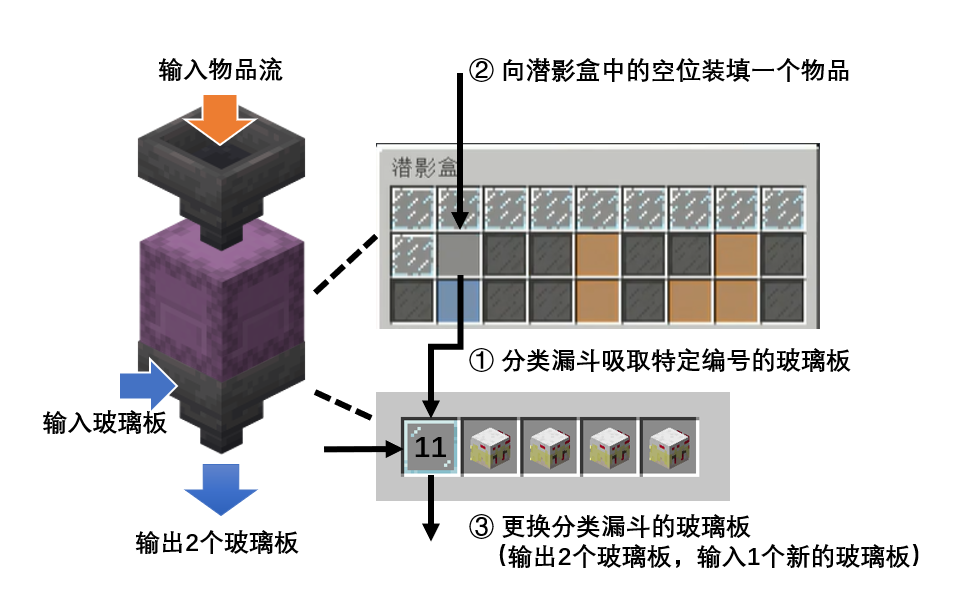 输入物品流
② 向潜影盒中的空位装填一个物品
潜影盒
① 分类漏斗吸取特定编号的玻璃板
输入玻璃板
11
输出2个玻璃板
③ 更换分类漏斗的玻璃板
（输出2个玻璃板，输入1个新的玻璃板）